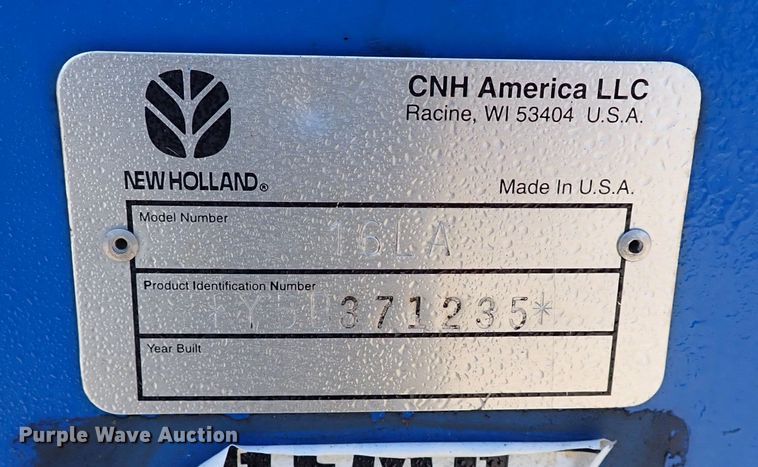 CNH America LLC
Racine, WI 53404 U.S.A.
NEW HOLLAND®
Made In U.S.A.
Model Number
16LA
Product Identification Number
371235*
Year Built
Purple Wave Auction